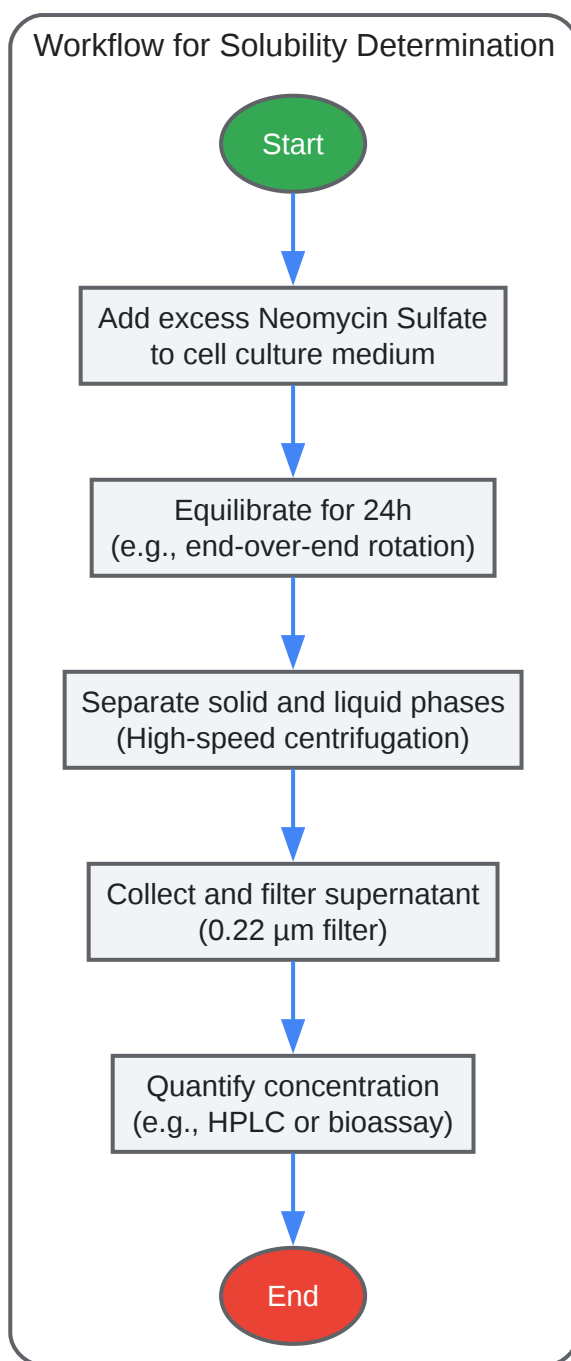 Workflow for Solubility Determination
Start
Add excess Neomycin Sulfate
to cell culture medium
Equilibrate for 24h
(e.g., end-over-end rotation)
Separate solid and liquid phases
(High-speed centrifugation)
Collect and filter supernatant
(0.22 µm filter)
Quantify concentration
(e.g., HPLC or bioassay)
End